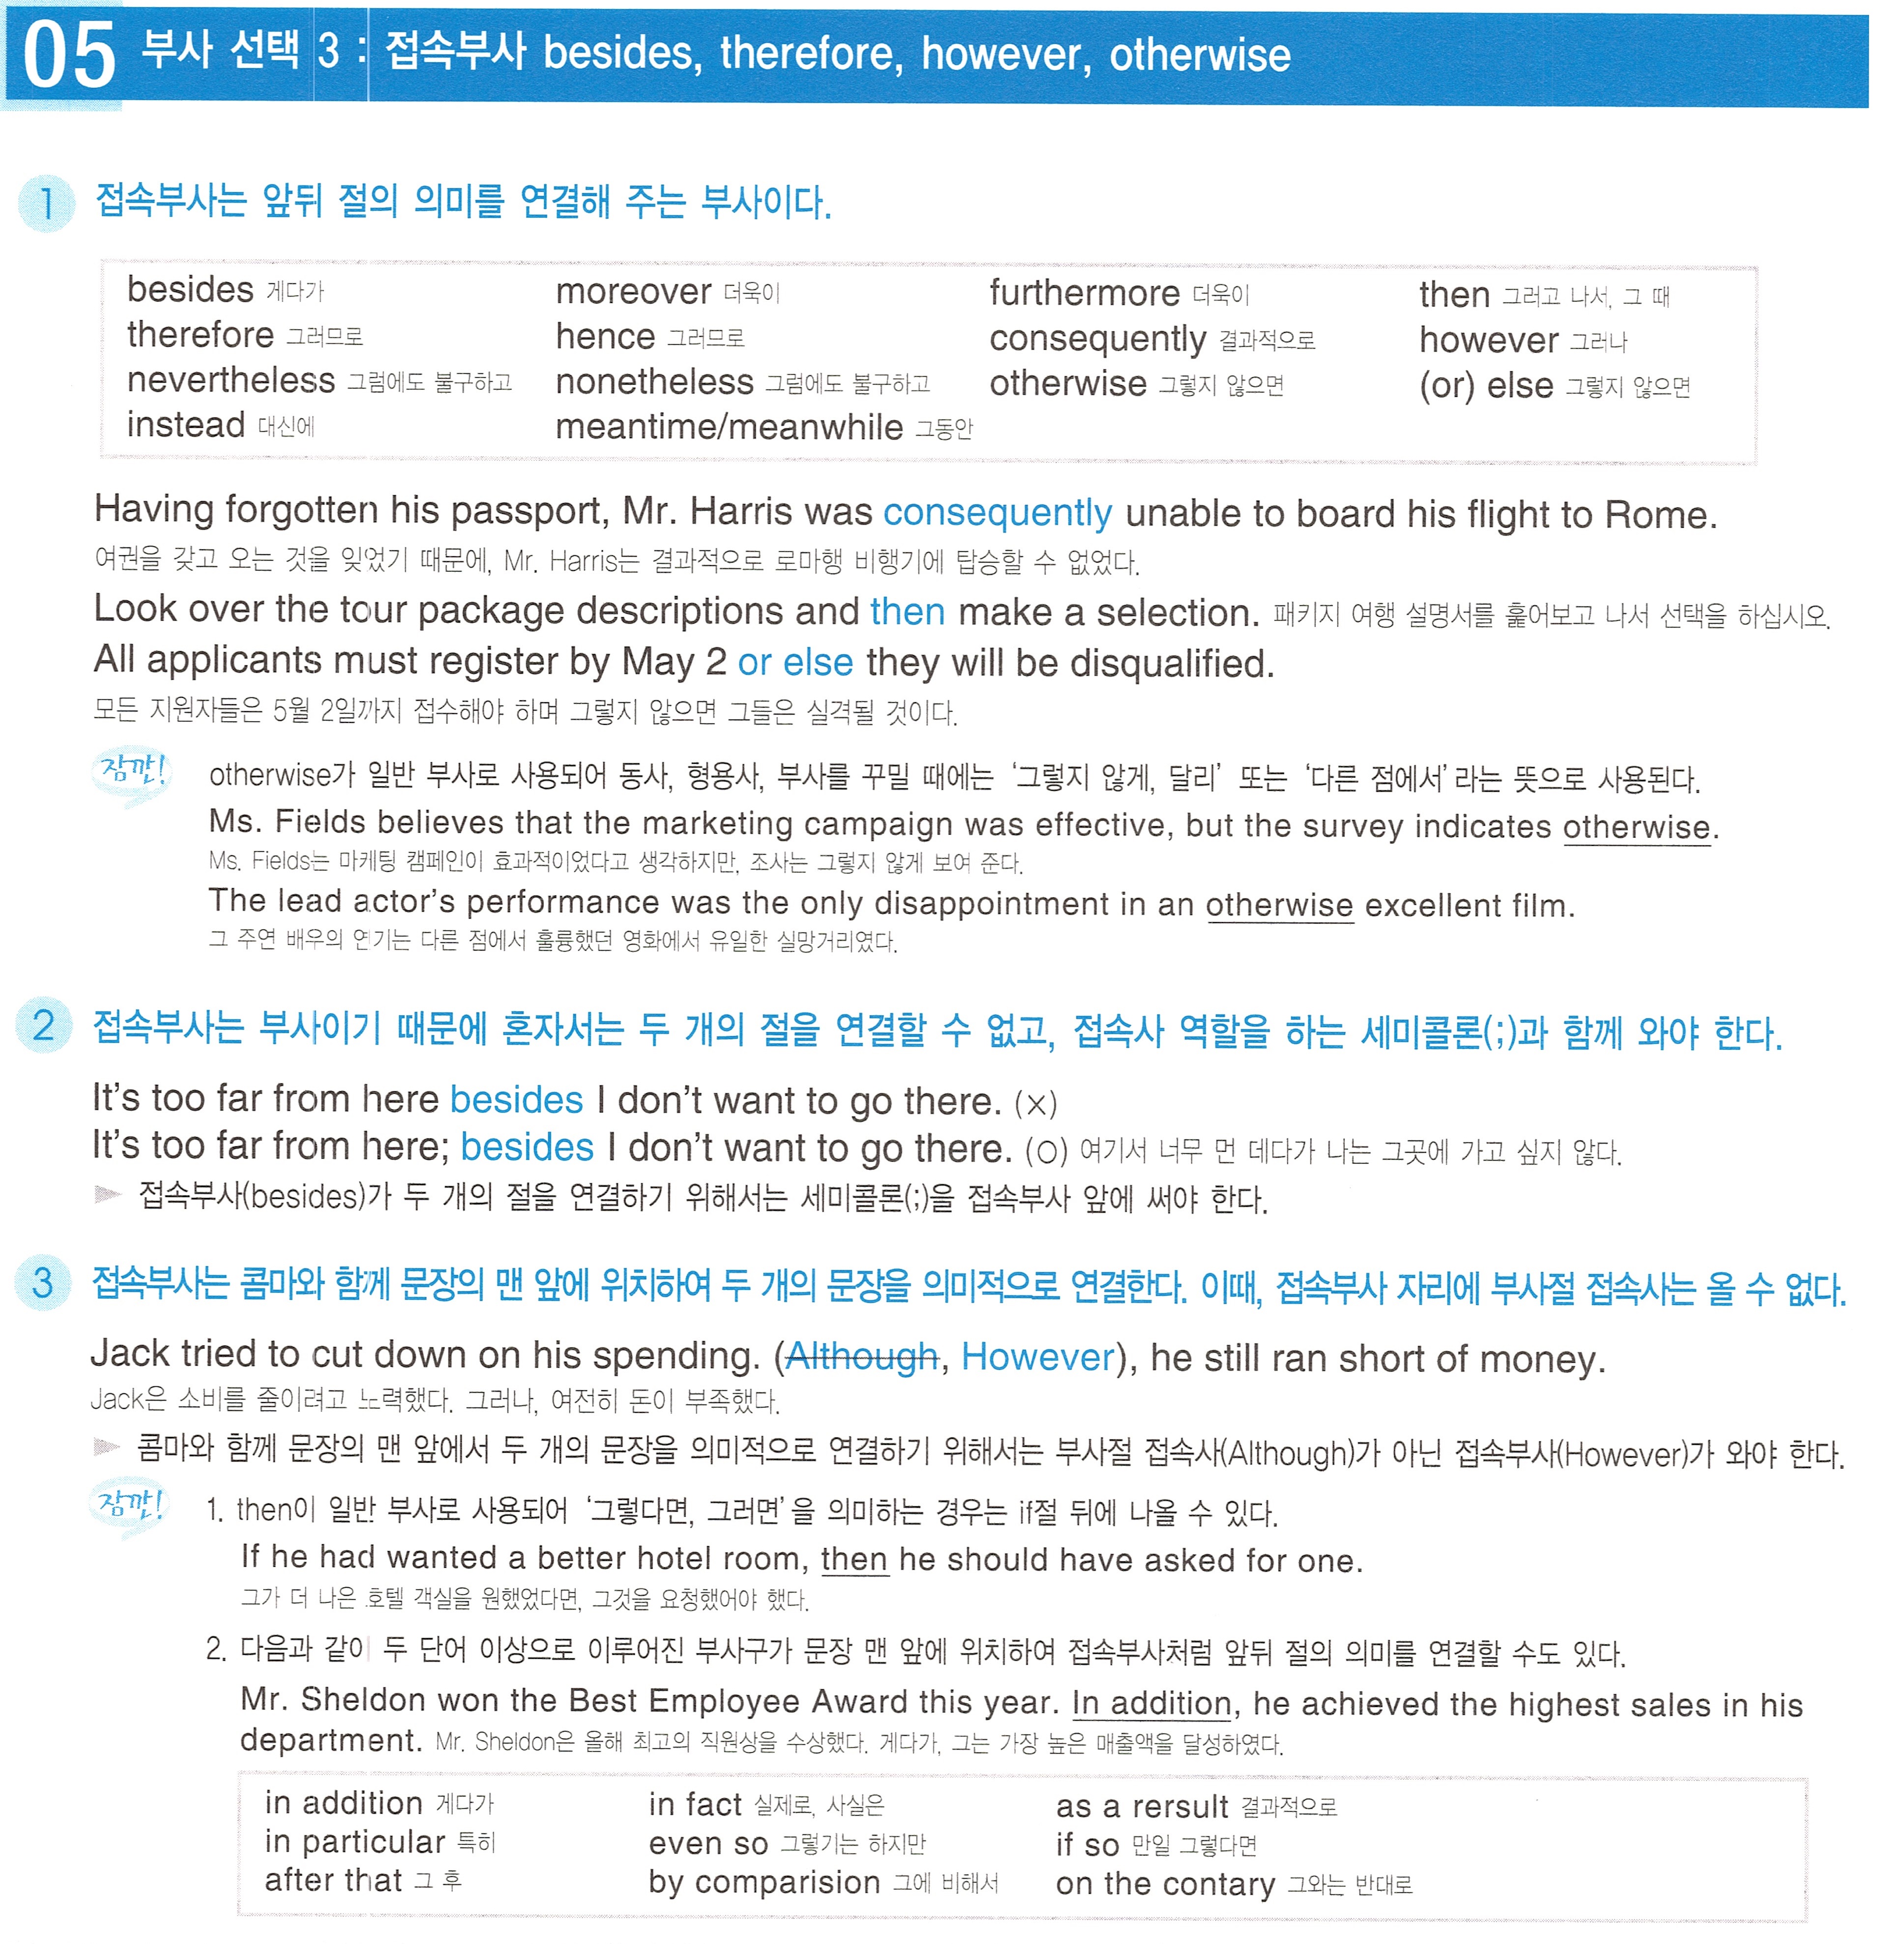 05 부사 선택 3 : 접속부사 besides, therefore, however, otherwise
1 접속부사는 앞뒤 절의 의미를 연결해 주는 부사이다.
besides 게다가 moreover 더욱이 furthermore 더욱이 then 그러고 나서, 그 때
therefore 그러므로 hence 그러므로 consequently 결과적으로 however 그러나
nevertheless 그럼에도 불구하고 nonetheless 그럼에도 불구하고 otherwise 그렇지 않으면 (or) else 그렇지 않으면
instead 대신에 meantime/meanwhile 그동안
Having forgotten his passport, Mr. Harris was consequently unable to board his flight to Rome.
여권을 갖고 오는 것을 잊었기 때문에, Mr. Harris는 결과적으로 로마행 비행기에 탑승할 수 없었다.
Look over the tour package descriptions and then make a selection. 패키지 여행 설명서를 훑어보고 나서 선택을 하십시오.
All applicants must register by May 2 or else they will be disqualified.
모든 지원자들은 5월 2일까지 접수해야 하며 그렇지 않으면 그들은 실격될 것이다.
잠깐! otherwise가 일반 부사로 사용되어 동사, 형용사, 부사를 꾸밀 때에는 ‘그렇지 않게, 달리’ 또는 ‘다른 점에서’라는 뜻으로 사용된다.
Ms. Fields believes that the marketing campaign was effective, but the survey indicates otherwise.
Ms. Fields는 마케팅 캠페인이 효과적이었다고 생각하지만, 조사는 그렇지 않게 보여 준다.
The lead actor’s performance was the only disappointment in an otherwise excellent film.
그 주연 배우의 연기는 다른 점에서 훌륭했던 영화에서 유일한 실망거리였다.
2 접속부사는 부사이기 때문에 혼자서는 두 개의 절을 연결할 수 없고, 접속사 역할을 하는 세미콜론(;)과 함께 와야 한다.
It’s too far from here besides I don’t want to go there. (×)
It’s too far from here; besides I don’t want to go there. (○) 여기서 너무 먼 데다가 나는 그곳에 가고 싶지 않다.
► 접속부사(besides)가 두 개의 절을 연결하기 위해서는 세미콜론(;)을 접속부사 앞에 써야 한다.
3 접속부사는 콤마와 함께 문장의 맨 앞에 위치하여 두 개의 문장을 의미적으로 연결한다. 이때, 접속부사 자리에 부사절 접속사는 올 수 없다.
Jack tried to cut down on his spending. (Although, However), he still ran short of money.
Jack은 소비를 줄이려고 노력했다. 그러나, 여전히 돈이 부족했다.
► 콤마와 함께 문장의 맨 앞에서 두 개의 문장을 의미적으로 연결하기 위해서는 부사절 접속사(Although)가 아닌 접속부사(However)가 와야 한다.
잠깐! 1. then이 일반 부사로 사용되어 ‘그렇다면, 그러면’을 의미하는 경우는 if절 뒤에 나올 수 있다.
If he had wanted a better hotel room, then he should have asked for one.
그가 더 나은 호텔 객실을 원했었다면, 그것을 요청했어야 했다.
2. 다음과 같이 두 단어 이상으로 이루어진 부사구가 문장 맨 앞에 위치하여 접속부사처럼 앞뒤 절의 의미를 연결할 수도 있다.
Mr. Sheldon won the Best Employee Award this year. In addition, he achieved the highest sales in his
department. Mr. Sheldon은 올해 최고의 직원상을 수상했다. 게다가, 그는 가장 높은 매출액을 달성하였다.
in addition 게다가 in fact 실제로, 사실은 as a rersult 결과적으로
in particular 특히 even so 그렇기는 하지만 if so 만일 그렇다면
after that 그 후 by comparision 그에 비해서 on the contary 그와는 반대로